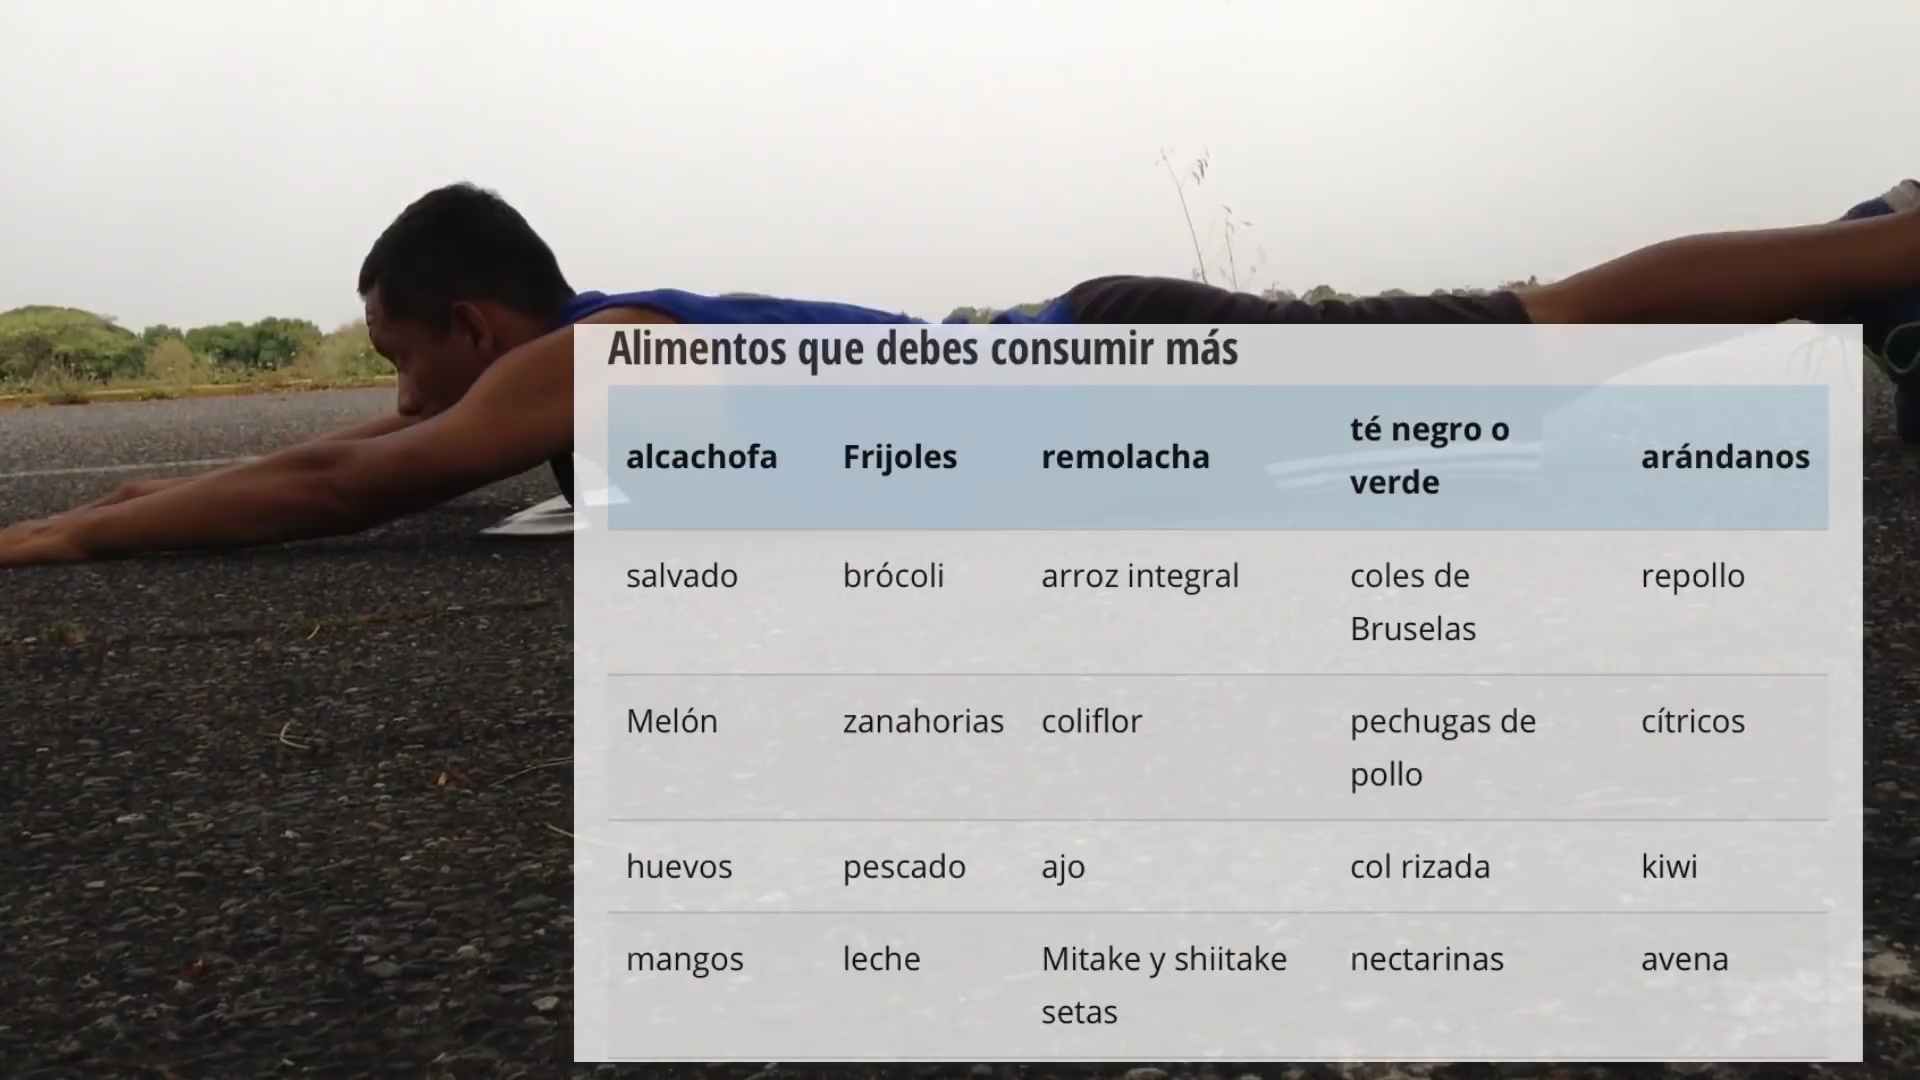 Alimentos que debes consumir más
alcachofa Frijoles remolacha té negro o verde arándanos
salvado brócoli arroz integral coles de Bruselas repollo
Melón zanahorias coliflor pechugas de pollo cítricos
huevos pescado ajo col rizada kiwi
mangos leche Mitake y shiitake setas nectarinas avena